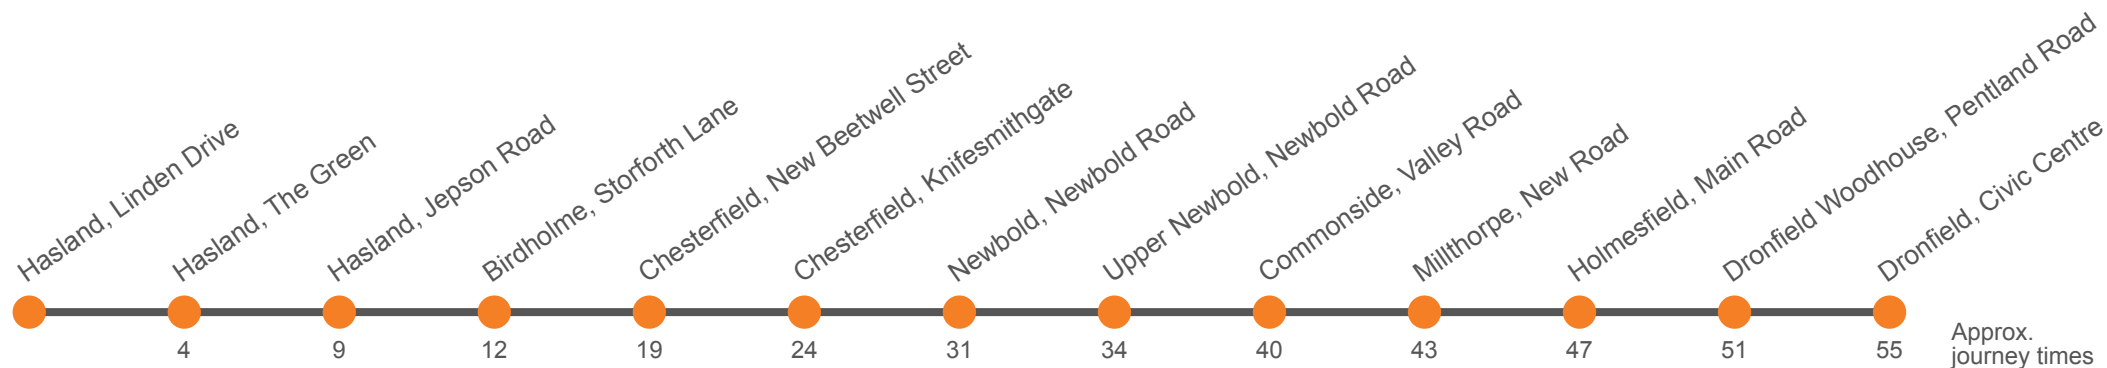 Hasland, Linden Drive
Hasland, The Green
Hasland, Jepson Road
Birdholme, Storforth Lane
Chesterfield, New Beetwell Street
Chesterfield, Knifesmithgate
Newbold, Newbold Road
Upper Newbold, Newbold Road
Commonside, Valley Road
Millthorpe, New Road
Holmesfield, Main Road
Dronfield Woodhouse, Pentland Road
Dronfield, Civic Centre
4 9 12 19 24 31 34 40 43 47 51 55
Approx.
journey times